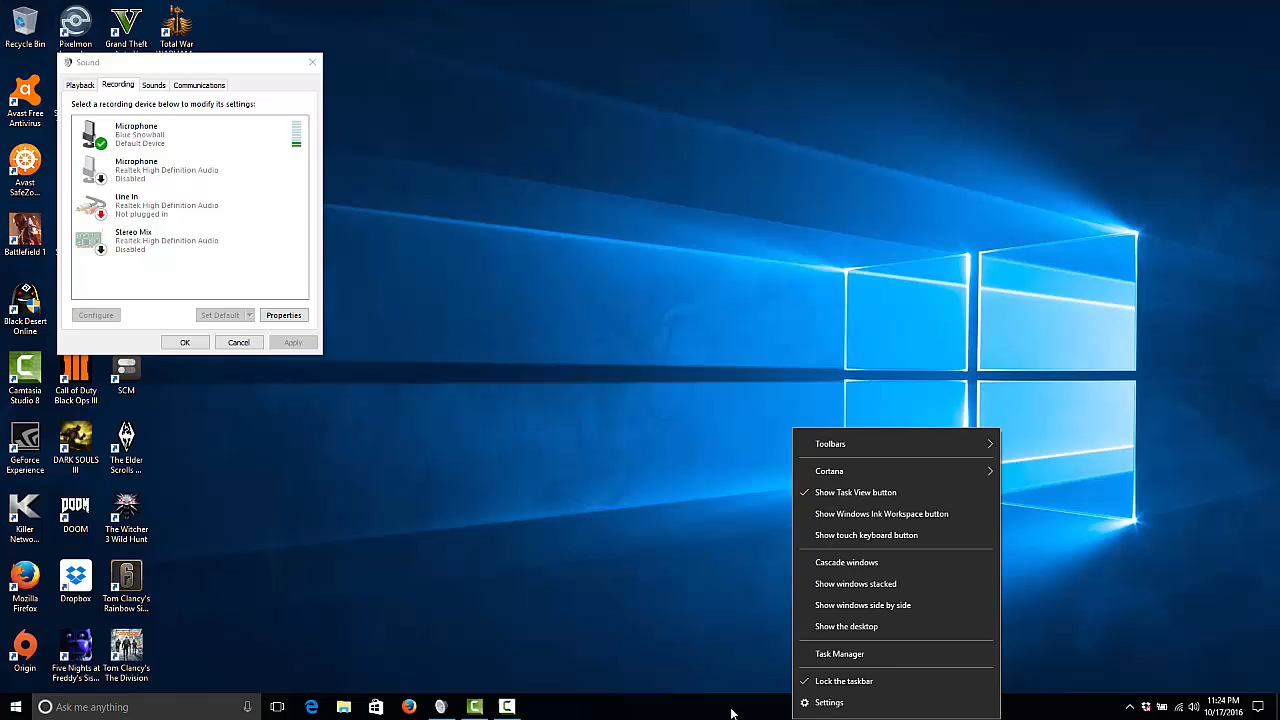 Recycle Bin
Pixelmon
Grand Theft
Total War
Sound
Playback
Recording
Sounds
Communications
Select a recording device below to modify its settings:
Microphone
Blue Snowball
Default Device
Microphone
Realtek High Definition Audio
Disabled
Line In
Realtek High Definition Audio
Not plugged in
Stereo Mix
Realtek High Definition Audio
Disabled
Configure
Set Default
Properties
OK
Cancel
Apply
Avast Free
Antivirus
Avast
SafeZo...
Battlefield 1
Black Desert
Online
Camtasia
Studio 8
Call of Duty
Black Ops III
SCM
GeForce
Experience
DARK SOULS
III
The Elder
Scrolls ...
Killer
Netwo...
DOOM
The Witcher
3 Wild Hunt
Mozilla
Firefox
Dropbox
Tom Clancy's
Rainbow Si...
Origin
Five Nights at
Freddy's Sis...
Tom Clancy's
The Division
Toolbars
Cortana
Show Task View button
Show Windows Ink Workspace button
Show touch keyboard button
Cascade windows
Show windows stacked
Show windows side by side
Show the desktop
Task Manager
Lock the taskbar
Settings
Ask me anything
11:24 PM
10/17/2016